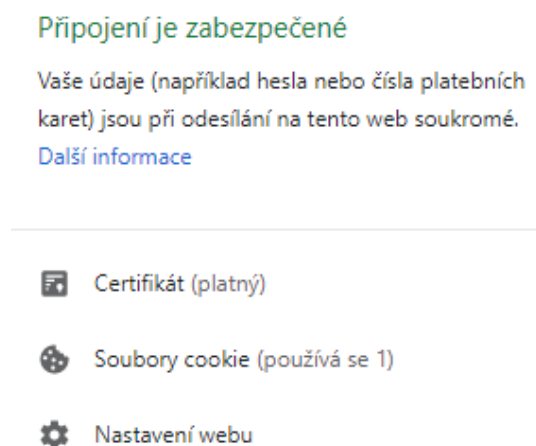 Připojení je zabezpečené
Vaše údaje (například hesla nebo čísla platebních
karet) jsou při odesílání na tento web soukromé.
Další informace
Certifikát (platný)
Soubory cookie (používá se 1)
Nastavení webu